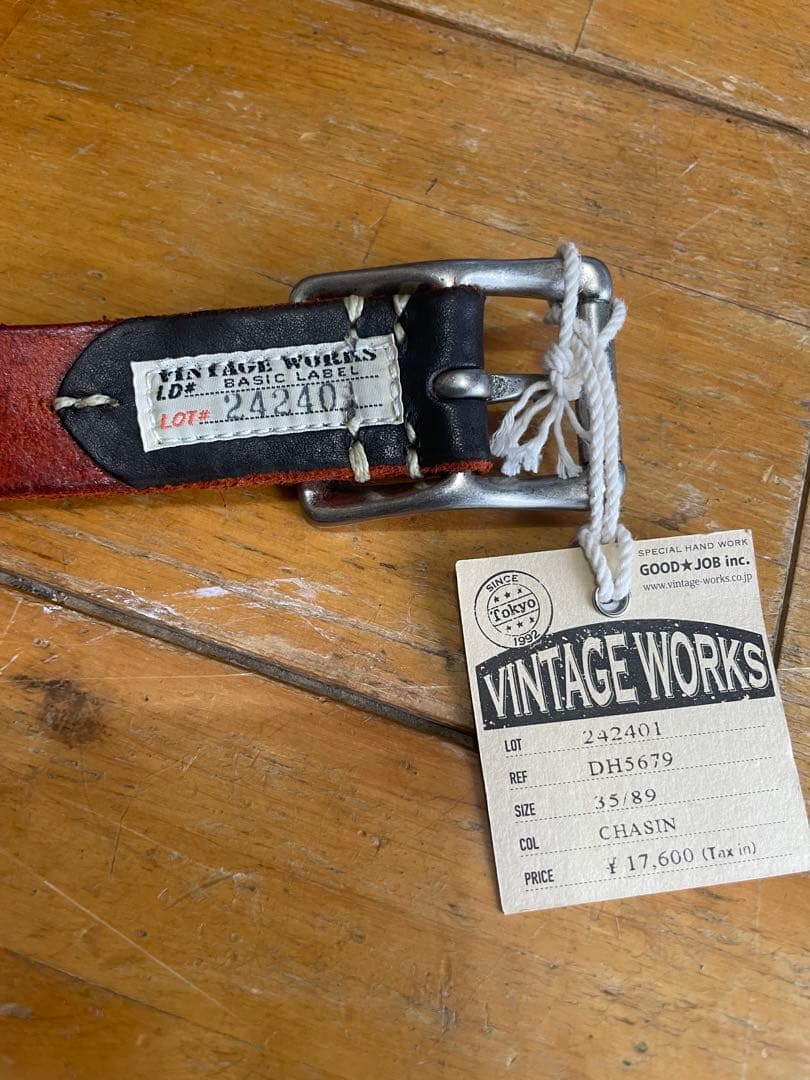 VINTAGE WORKS
BASIC LABEL
I.D#
LOT# 242401
SPECIAL HAND WORK
GOOD★JOB inc.
www.vintage-works.co.jp
SINCE
Tokyo
1992
VINTAGE WORKS
LOT 242401
REF DH5679
SIZE 35/89
COL CHASIN
PRICE ¥ 17,600 (Tax in)